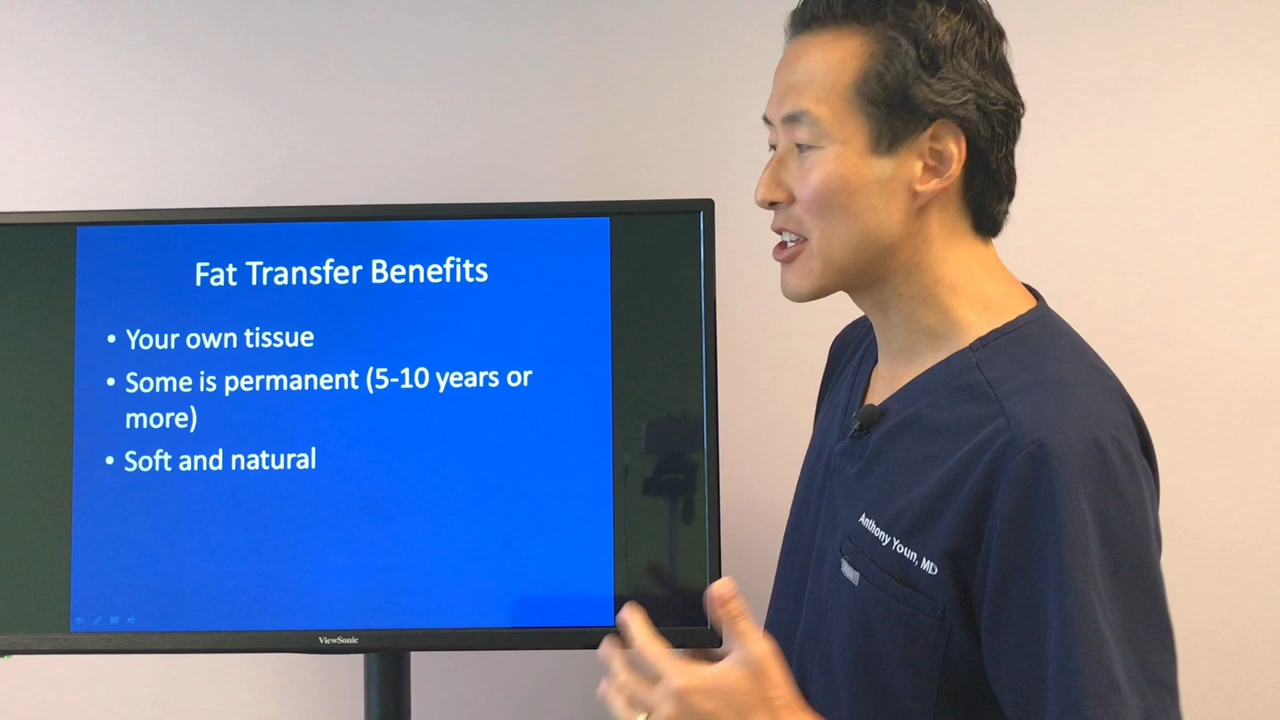 Fat Transfer Benefits
• Your own tissue
• Some is permanent (5-10 years or
more)
• Soft and natural
ViewSonic
Anthony Youn, MD